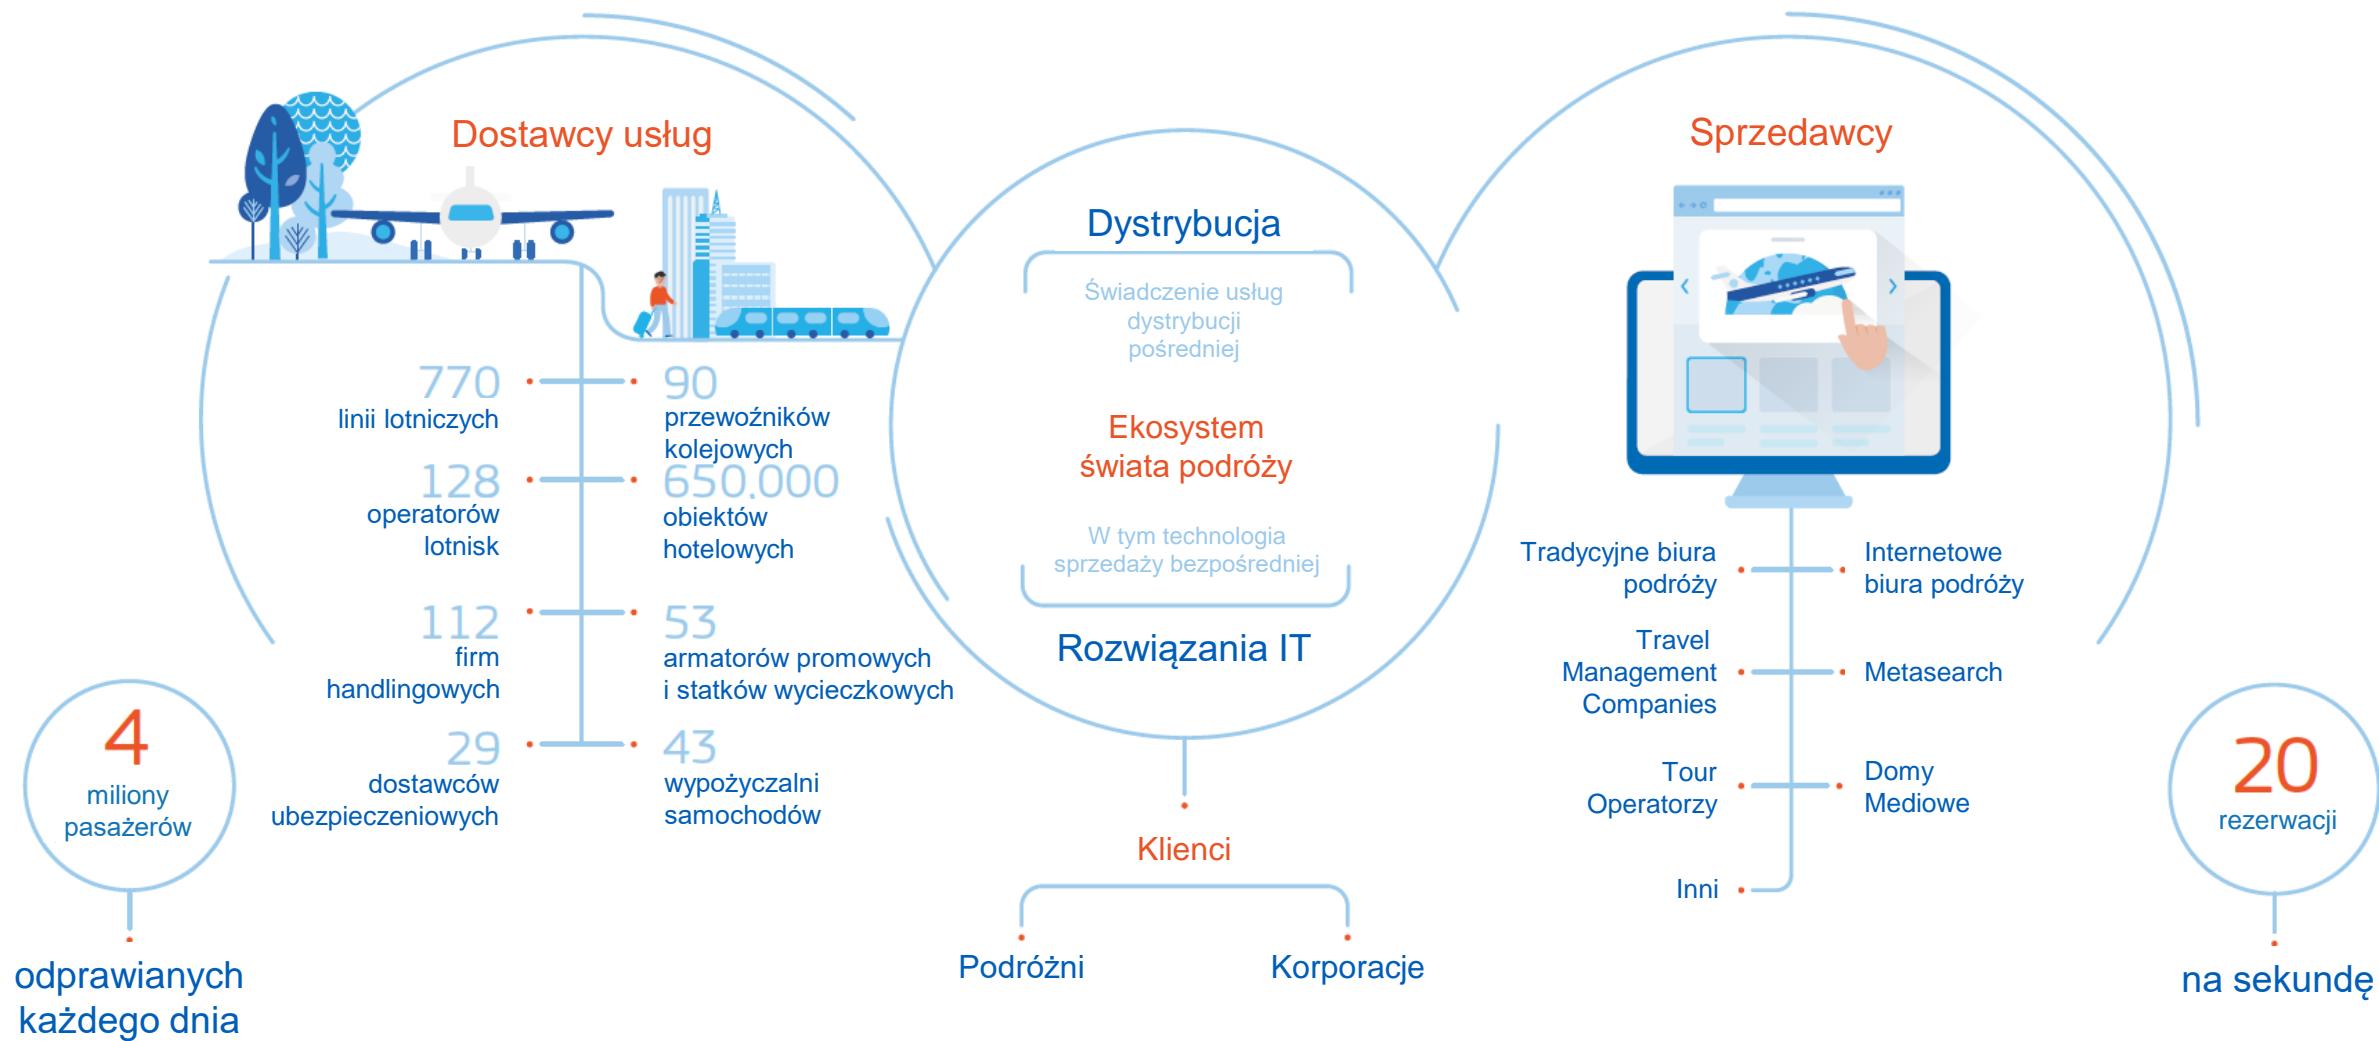 Dostawcy usług
770
linii lotniczych
128
operatorów
lotnisk
112
firm
handlingowych
29
dostawców
ubezpieczeniowych
90
przewoźników
kolejowych
650,000
obiektów
hotelowych
53
armatorów promowych
i statków wycieczkowych
43
wypożyczalni
samochodów
4
miliony
pasażerów
odprawianych
każdego dnia
Dystrybucja
Świadczenie usług
dystrybucji
pośredniej
Ekosystem
świata podróży
W tym technologia
sprzedaży bezpośredniej
Rozwiązania IT
Klienci
Podróżni
Korporacje
Sprzedawcy
Tradycyjne biura
podróży
Travel
Management
Companies
Tour
Operatorzy
Inni
Internetowe
biura podróży
Metasearch
Domy
Mediowe
20
rezerwacji
na sekundę